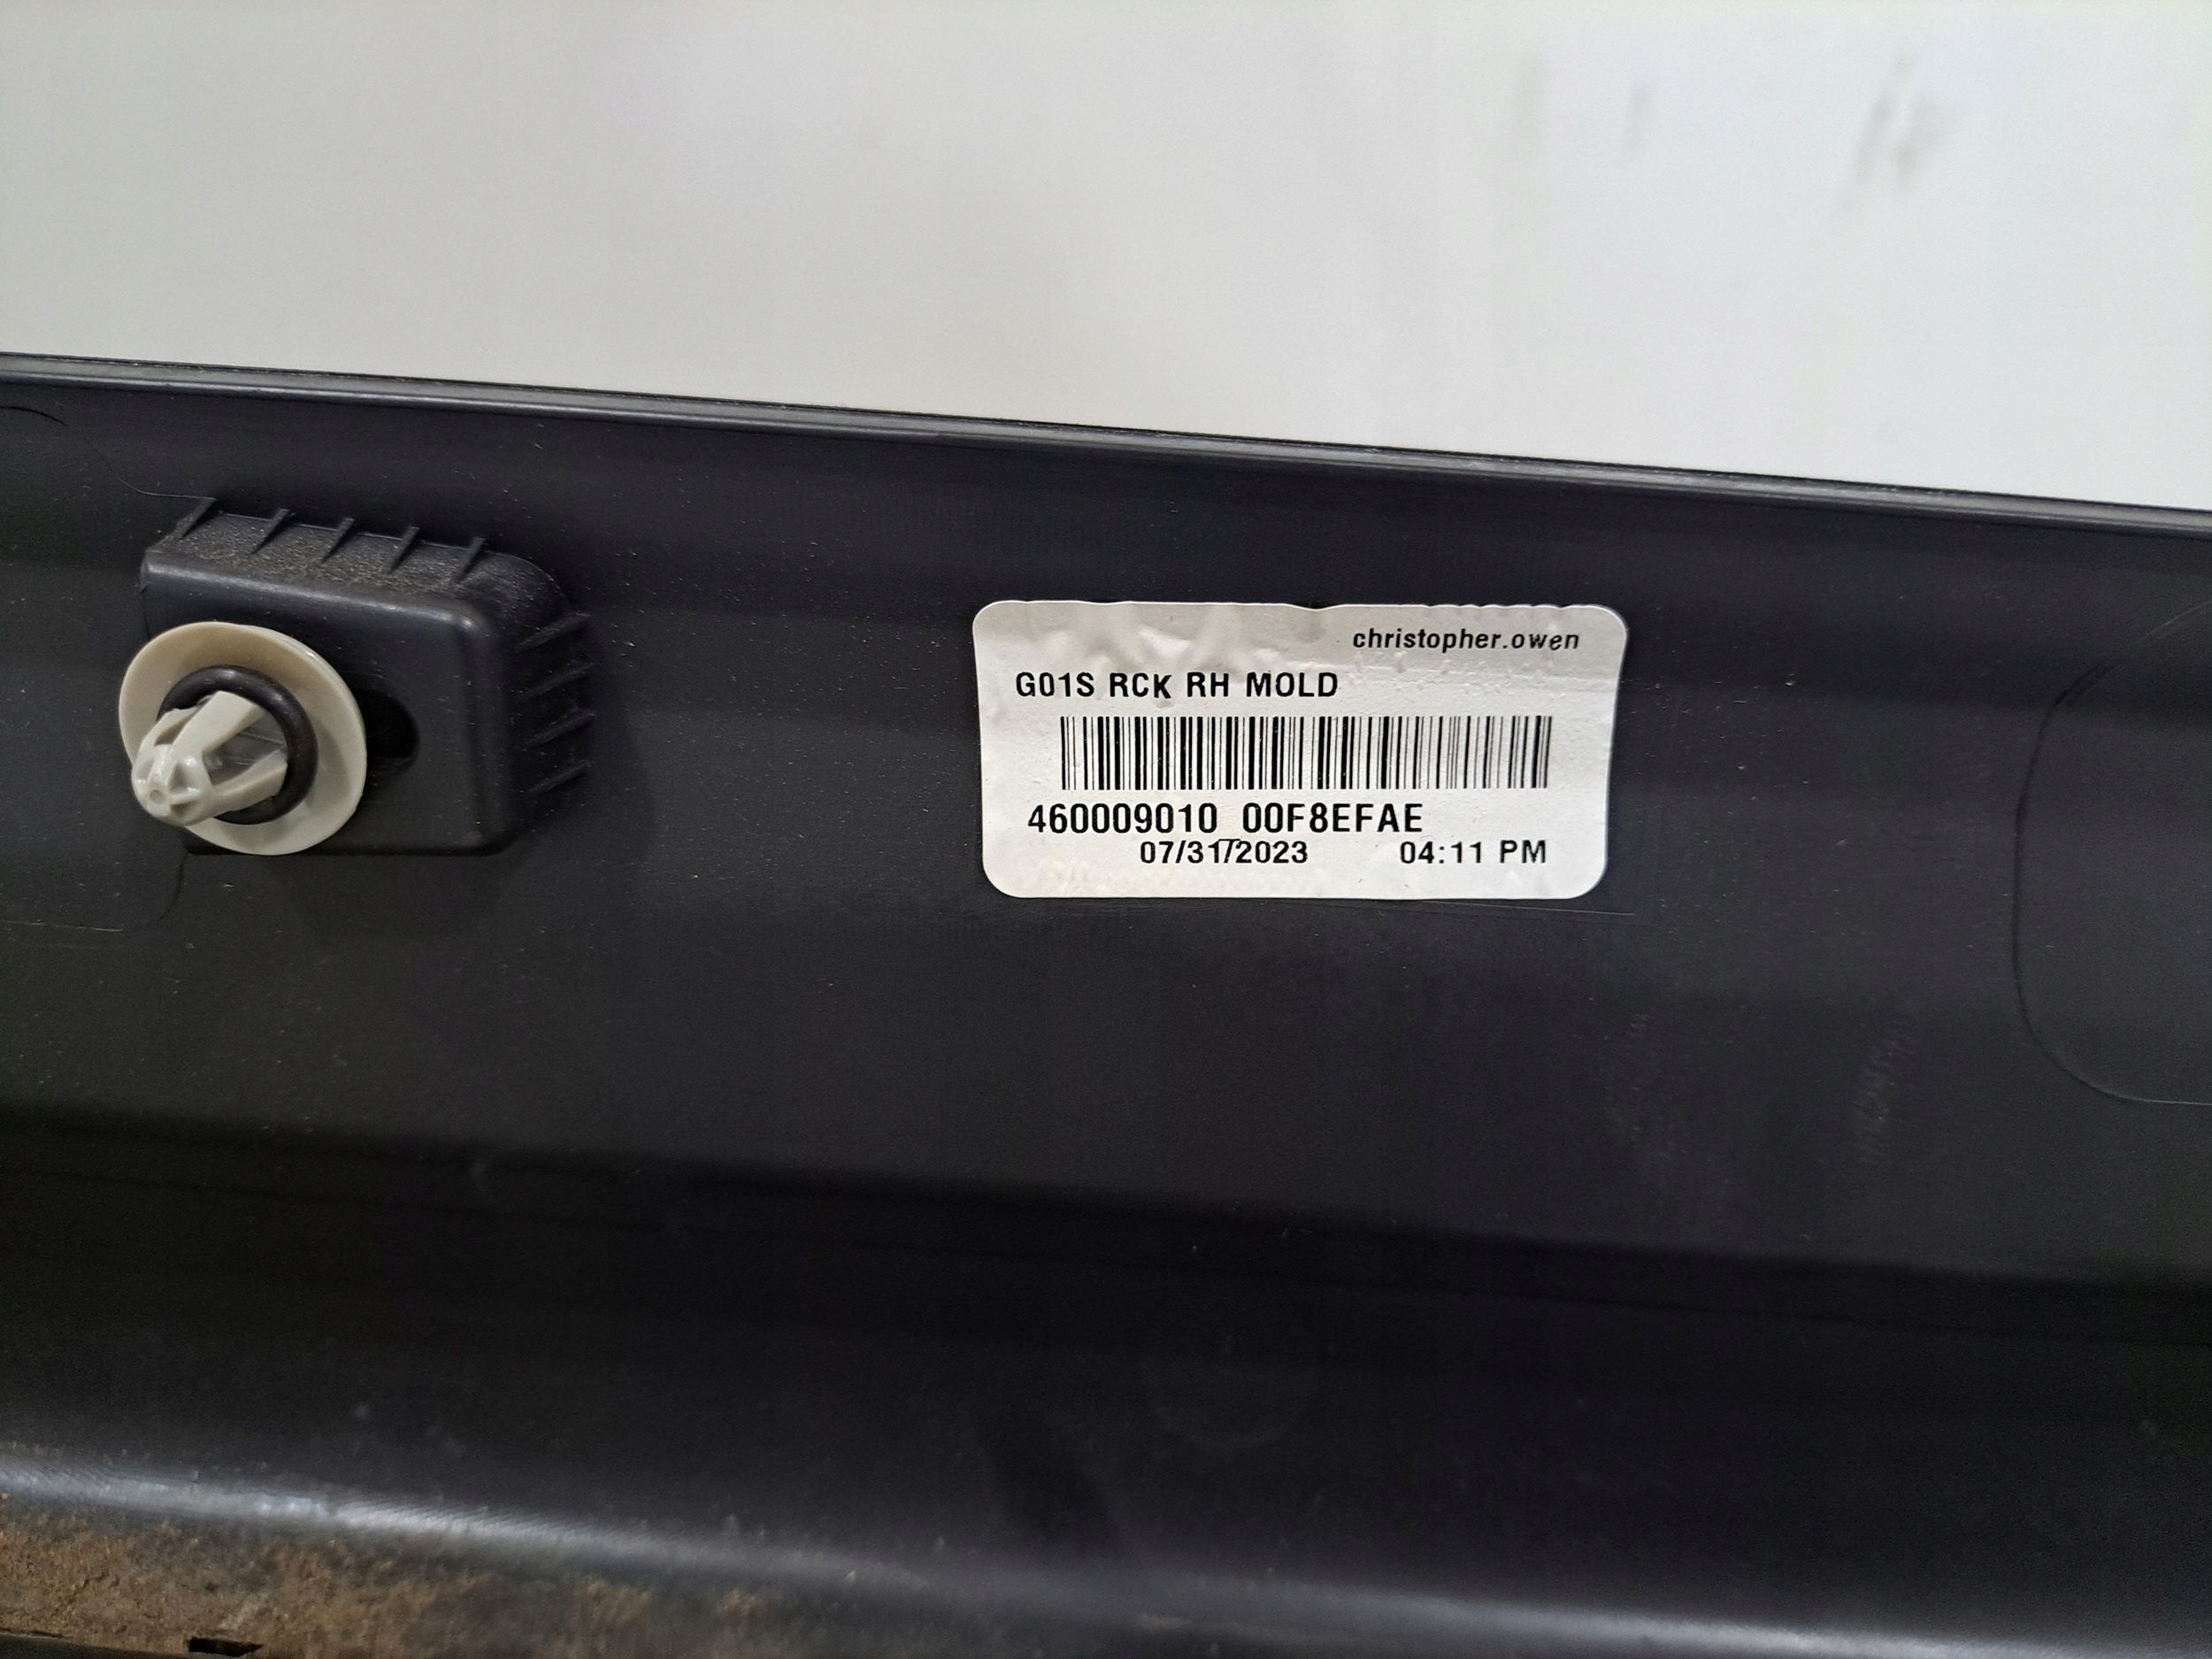 christopher.owen
G01S RCK RH MOLD
460009010 00F8EFAE
07/31/2023 04:11 PM